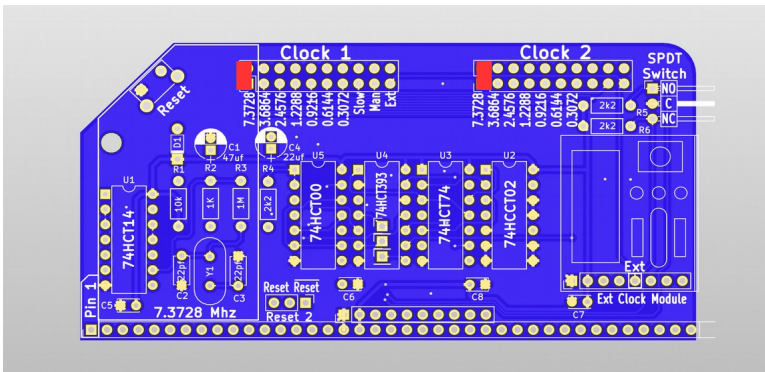 Clock 1
Clock 2
SPDT
Switch
NO
C
NC
7.3728
3.6864
2.4576
1.2288
0.9216
0.6144
0.3072
Slow
Man
Ext
7.3728
3.6864
2.4576
1.2288
0.9216
0.6144
0.3072
2k2
R5
2k2
R6
Reset
D1
C1
47uf
C4
22uf
R1
R2
R3
R4
10k
1K
1M
2k2
U1
74HCT14
U5
74HCT00
U4
74HCT393
U3
74HCT74
U2
74HCCT02
22pf
C2
Y1
22pf
C3
C5
Pin 1
7.3728 Mhz
Reset Reset
Reset 2
C6
C8
C7
Ext
Ext Clock Module